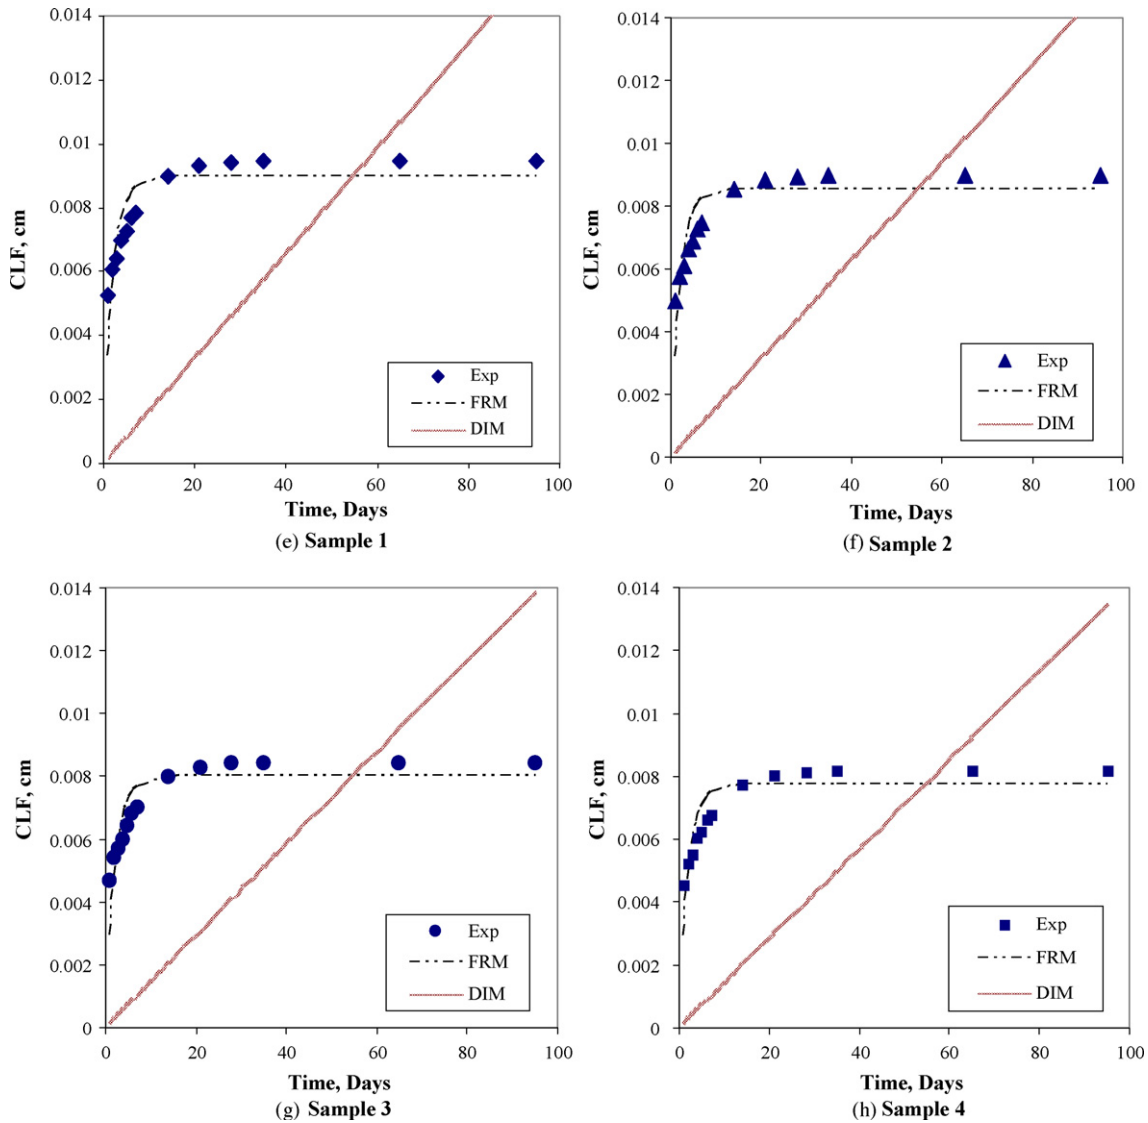 0.014
0.012
0.01
0.008
0.006
0.004
0.002
0
CLF, cm
Exp
FRM
DIM
0 20 40 60 80 100
Time, Days
(e) Sample 1
0.014
0.012
0.01
0.008
0.006
0.004
0.002
0
CLF, cm
Exp
FRM
DIM
0 20 40 60 80 100
Time, Days
(f) Sample 2
0.014
0.012
0.01
0.008
0.006
0.004
0.002
0
CLF, cm
Exp
FRM
DIM
0 20 40 60 80 100
Time, Days
(g) Sample 3
0.014
0.012
0.01
0.008
0.006
0.004
0.002
0
CLF, cm
Exp
FRM
DIM
0 20 40 60 80 100
Time, Days
(h) Sample 4